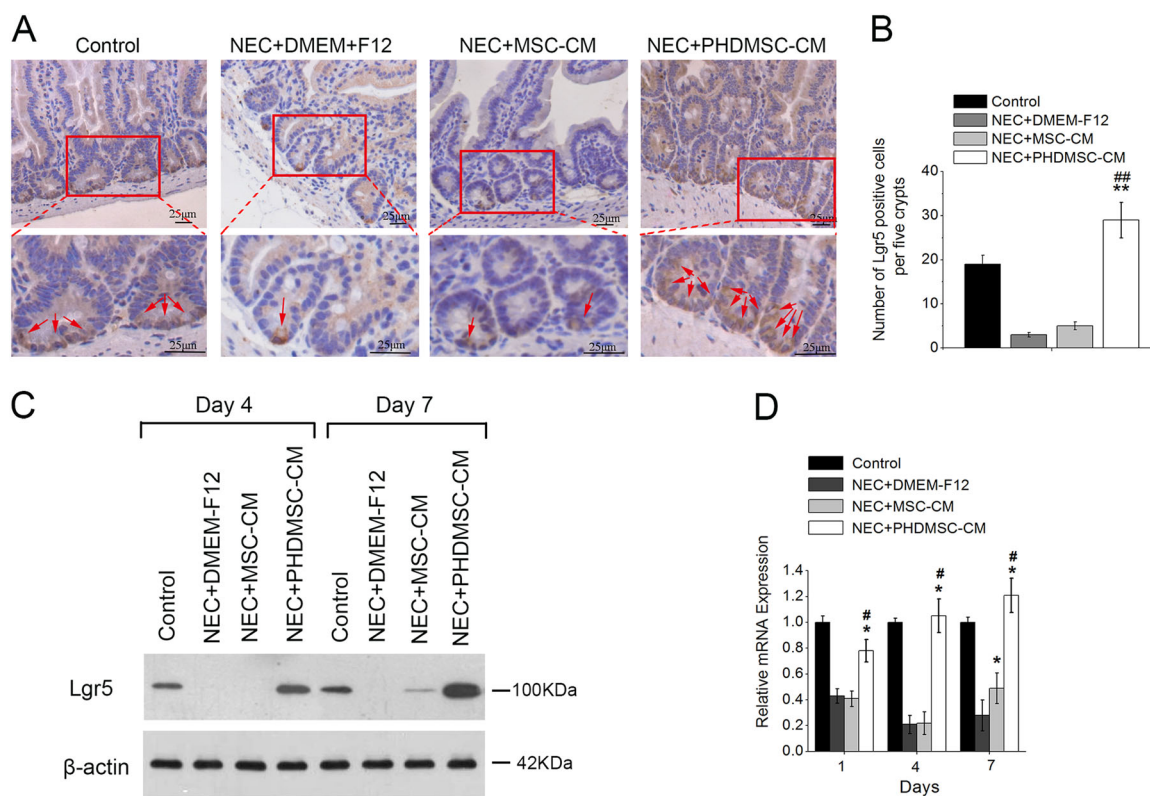 A
Control
NEC+DMEM+F12
NEC+MSC-CM
NEC+PHDMSC-CM
25μm
25μm
25μm
25μm
25μm
25μm
25μm
25μm
B
Control
NEC+DMEM-F12
NEC+MSC-CM
NEC+PHDMSC-CM
Number of Lgr5 positive cells
per five crypts
40
30
20
10
0
##
**
C
Day 4
Day 7
Control
NEC+DMEM-F12
NEC+MSC-CM
NEC+PHDMSC-CM
Control
NEC+DMEM-F12
NEC+MSC-CM
NEC+PHDMSC-CM
Lgr5
100KDa
β-actin
42KDa
D
Control
NEC+DMEM-F12
NEC+MSC-CM
NEC+PHDMSC-CM
Relative mRNA Expression
1.4
1.2
1.0
0.8
0.6
0.4
0.2
0.0
#
*
#
*
*
#
*
1
4
7
Days